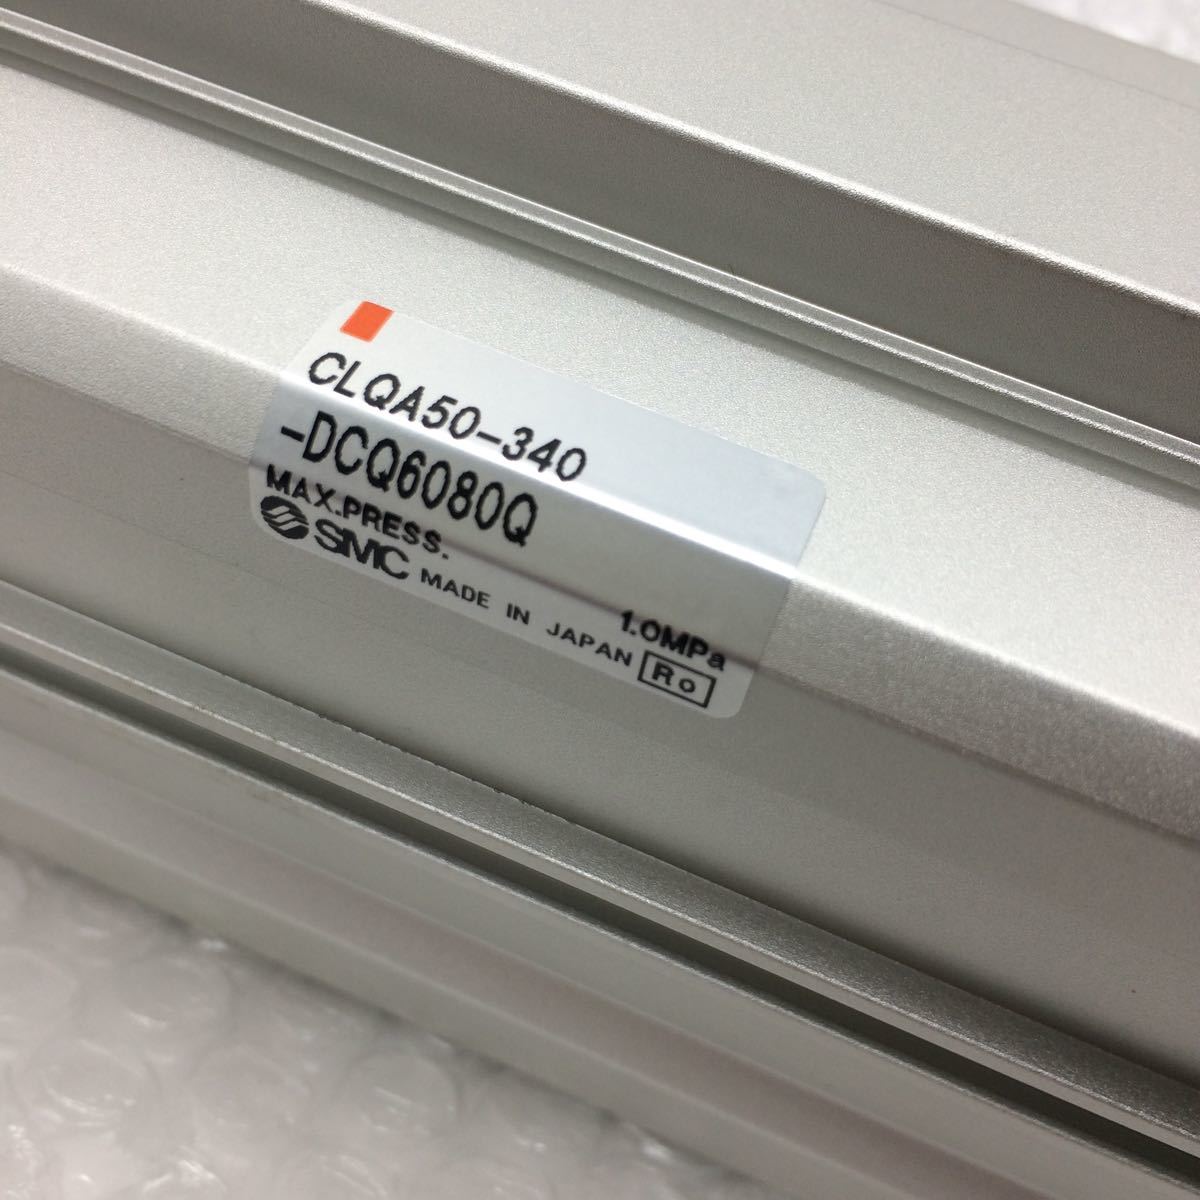 CLQA50-340
-DCQ6080Q
MAX.PRESS. 1.0MPa
SMC MADE IN JAPAN Ro